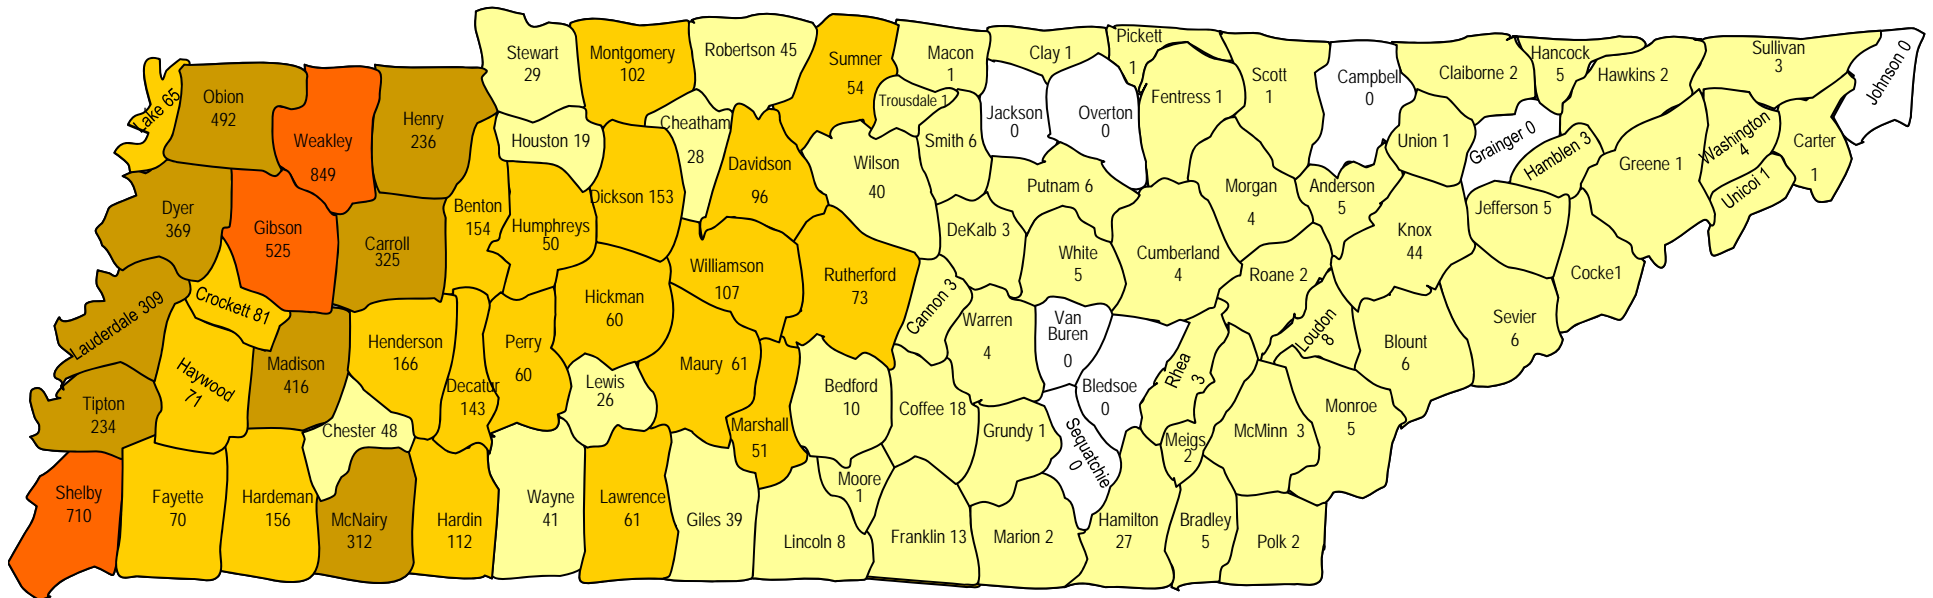 Lake 65
Obion
492
Weakley
849
Henry
236
Stewart
29
Montgomery
102
Robertson 45
Sumner
54
Macon
1
Clay 1
Pickett
1
Fentress 1
Scott
1
Campbell
0
Claiborne 2
Hancock
5
Hawkins 2
Sullivan
3
Johnson 0
Houston 19
Cheatham
28
Trousdale 1
Smith 6
Jackson
0
Overton
0
Union 1
Grainger 0
Hamblen 3
Greene 1
Washington
4
Unicoi 1
Carter
1
Dyer
369
Gibson
525
Carroll
325
Benton
154
Humphreys
50
Dickson 153
Davidson
96
Wilson
40
DeKalb 3
Putnam 6
White
5
Cumberland
4
Morgan
4
Anderson
5
Roane 2
Knox
44
Jefferson 5
Cocke1
Lauderdale 309
Crockett 81
Haywood
71
Madison
416
Henderson
166
Decatur
143
Perry
60
Hickman
60
Williamson
107
Rutherford
73
Cannon 3
Warren
4
Van
Buren
0
Bledsoe
0
Rhea
3
Loudon
8
Blount
6
Sevier
6
Tipton
234
Chester 48
Lewis
26
Maury 61
Marshall
51
Bedford
10
Coffee 18
Grundy 1
Sequatchie
0
Meigs
2
McMinn 3
Monroe
5
Shelby
710
Fayette
70
Hardeman
156
McNairy
312
Hardin
112
Wayne
41
Lawrence
61
Giles 39
Lincoln 8
Moore
1
Franklin 13
Marion 2
Hamilton
27
Bradley
5
Polk 2